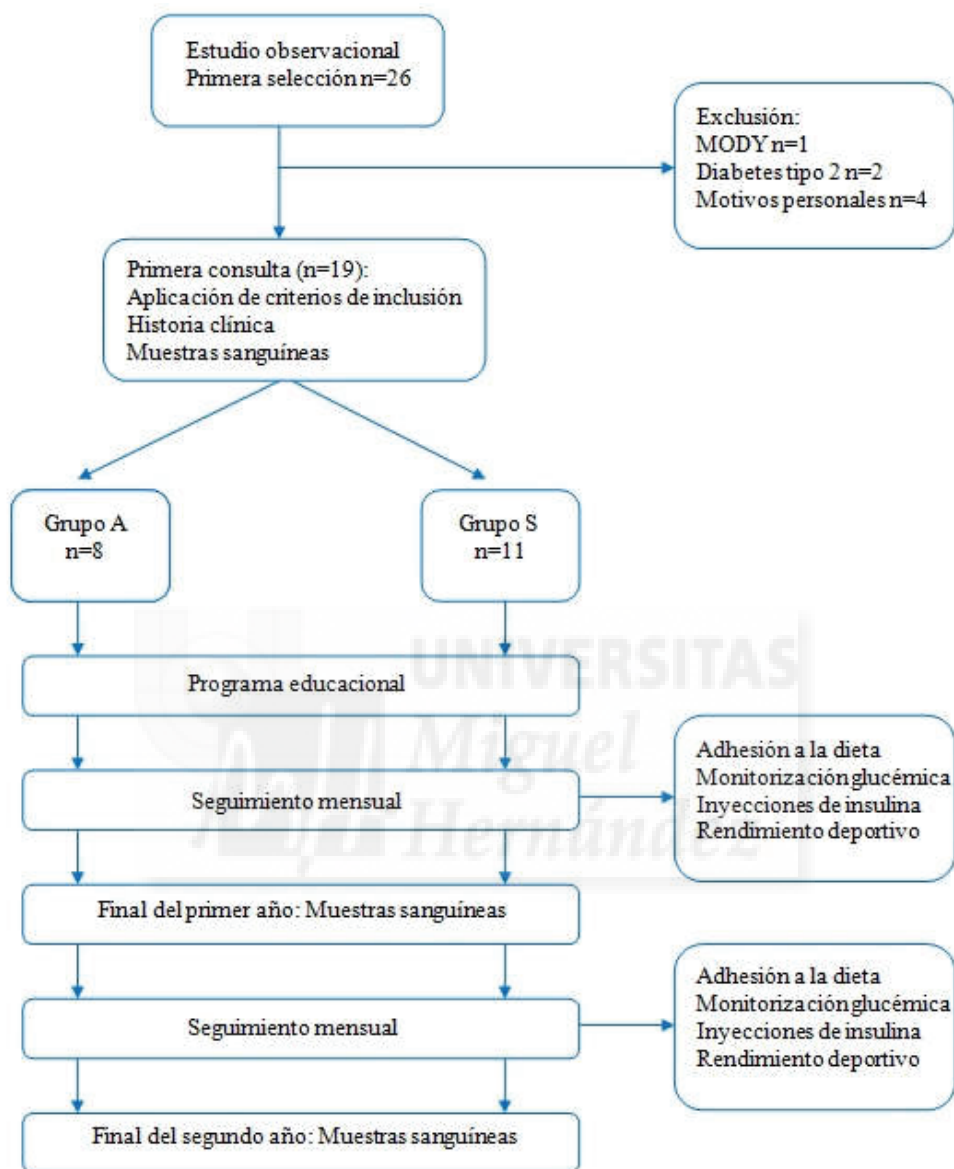 Estudio observacional
Primera selección n=26
Exclusión:
MODY n=1
Diabetes tipo 2 n=2
Motivos personales n=4
Primera consulta (n=19):
Aplicación de criterios de inclusión
Historia clínica
Muestras sanguíneas
Grupo A
n=8
Grupo S
n=11
UNIVERSITAS
Miguel
Hernández
Programa educacional
Seguimiento mensual
Adhesión a la dieta
Monitorización glucémica
Inyecciones de insulina
Rendimiento deportivo
Final del primer año: Muestras sanguíneas
Seguimiento mensual
Adhesión a la dieta
Monitorización glucémica
Inyecciones de insulina
Rendimiento deportivo
Final del segundo año: Muestras sanguíneas